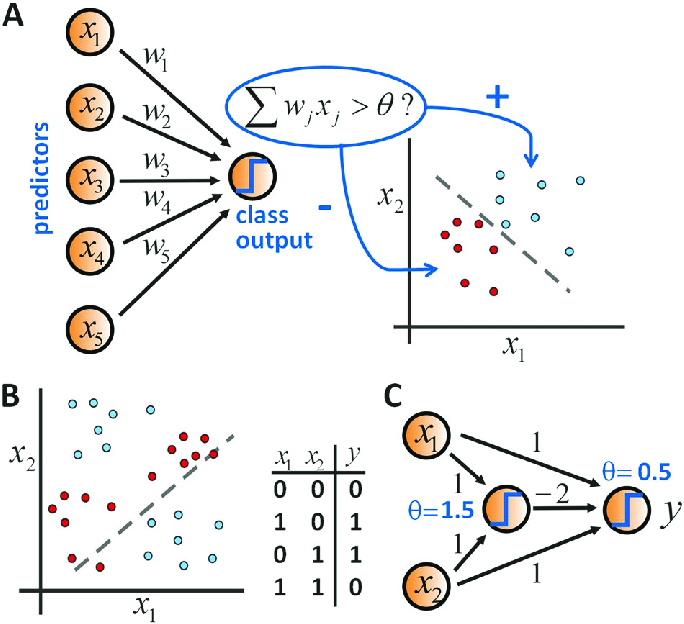 A
predictors
x1
x2
x3
x4
x5
w1
w2
w3
w4
w5
class
output
∑ wjxj > θ ?
+
-
x2
x1
B
x2
x1
x1 x2 y
0 0 0
1 0 1
0 1 1
1 1 0
C
x1
x2
1
1
θ= 1.5
1
1
−2
θ= 0.5
y